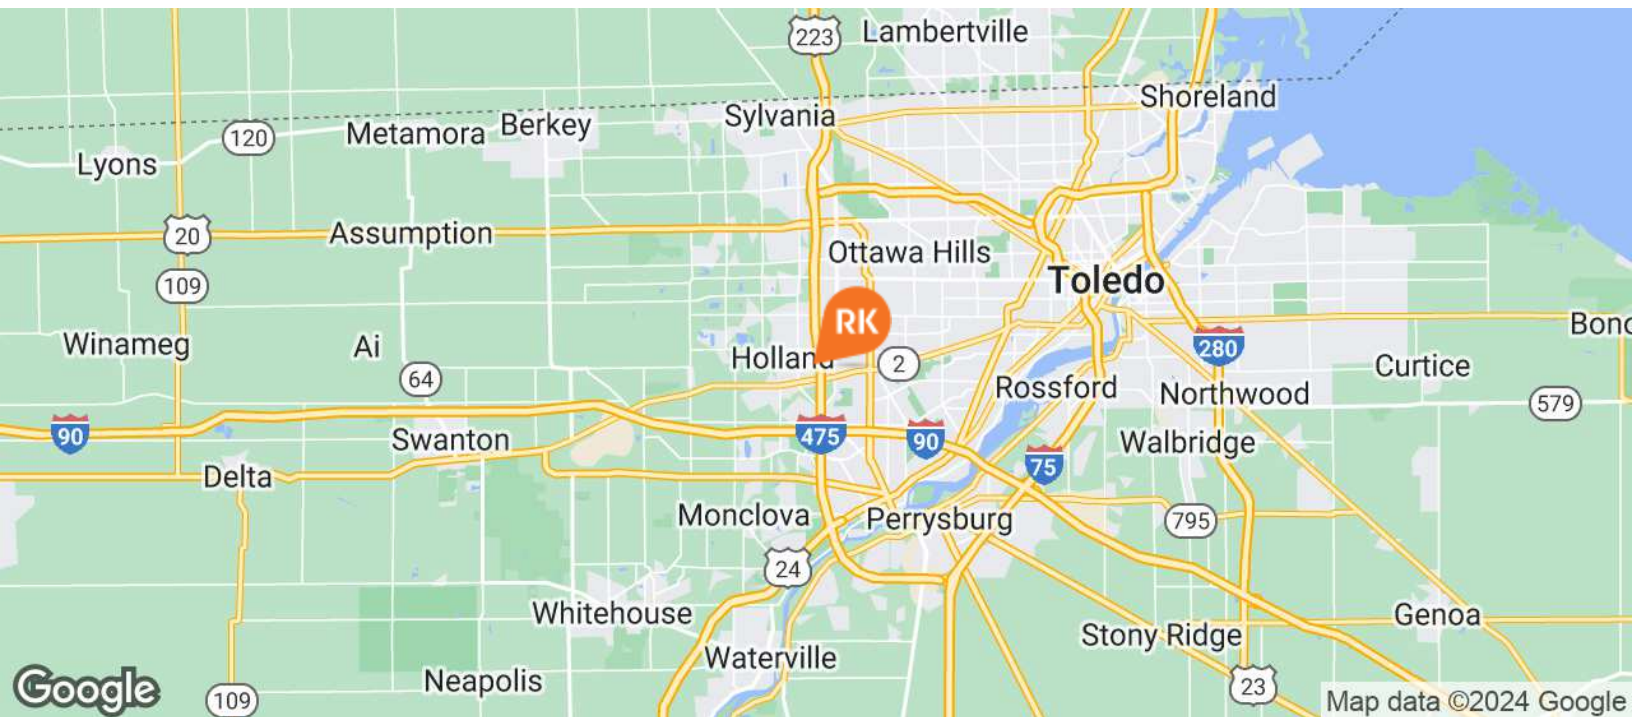 223
Lambertville
Shoreland
Sylvania
Berkey
Metamora
120
Lyons
20
Assumption
Ottawa Hills
Toledo
109
RK
Bono
Winameg
Ai
Holland
2
280
Curtice
64
Rossford
Northwood
579
90
Swanton
475
90
Walbridge
75
Delta
Monclova
Perrysburg
795
24
Whitehouse
Genoa
Stony Ridge
Waterville
Neapolis
Google
109
23
Map data ©2024 Google